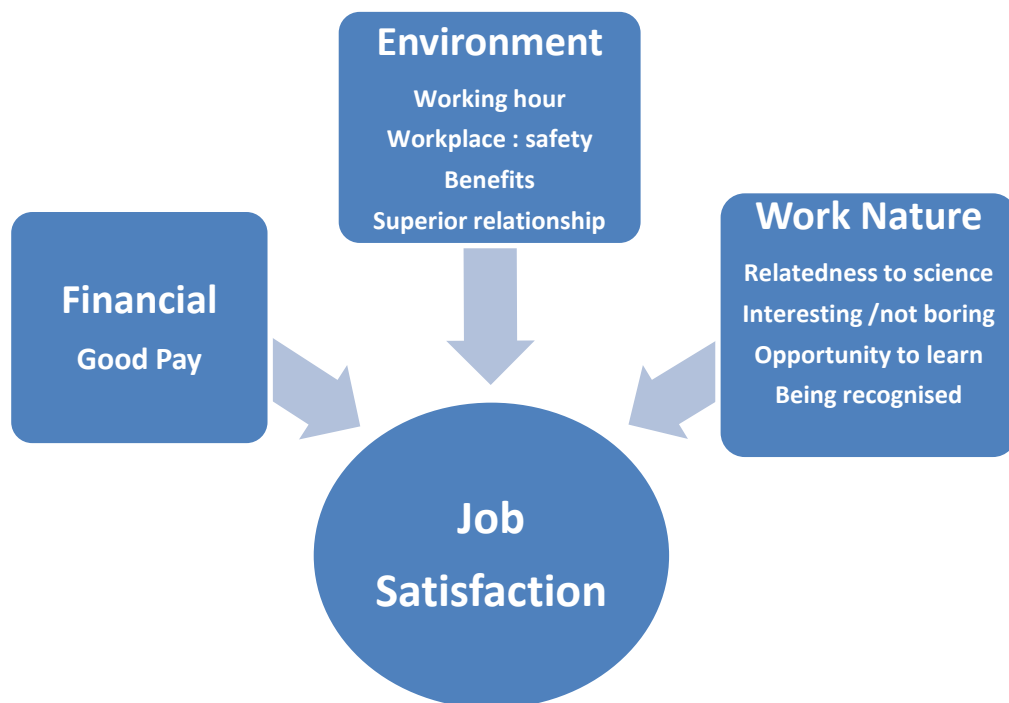 Environment
Working hour
Workplace : safety
Benefits
Superior relationship
Financial
Good Pay
Work Nature
Relatedness to science
Interesting /not boring
Opportunity to learn
Being recognised
Job
Satisfaction